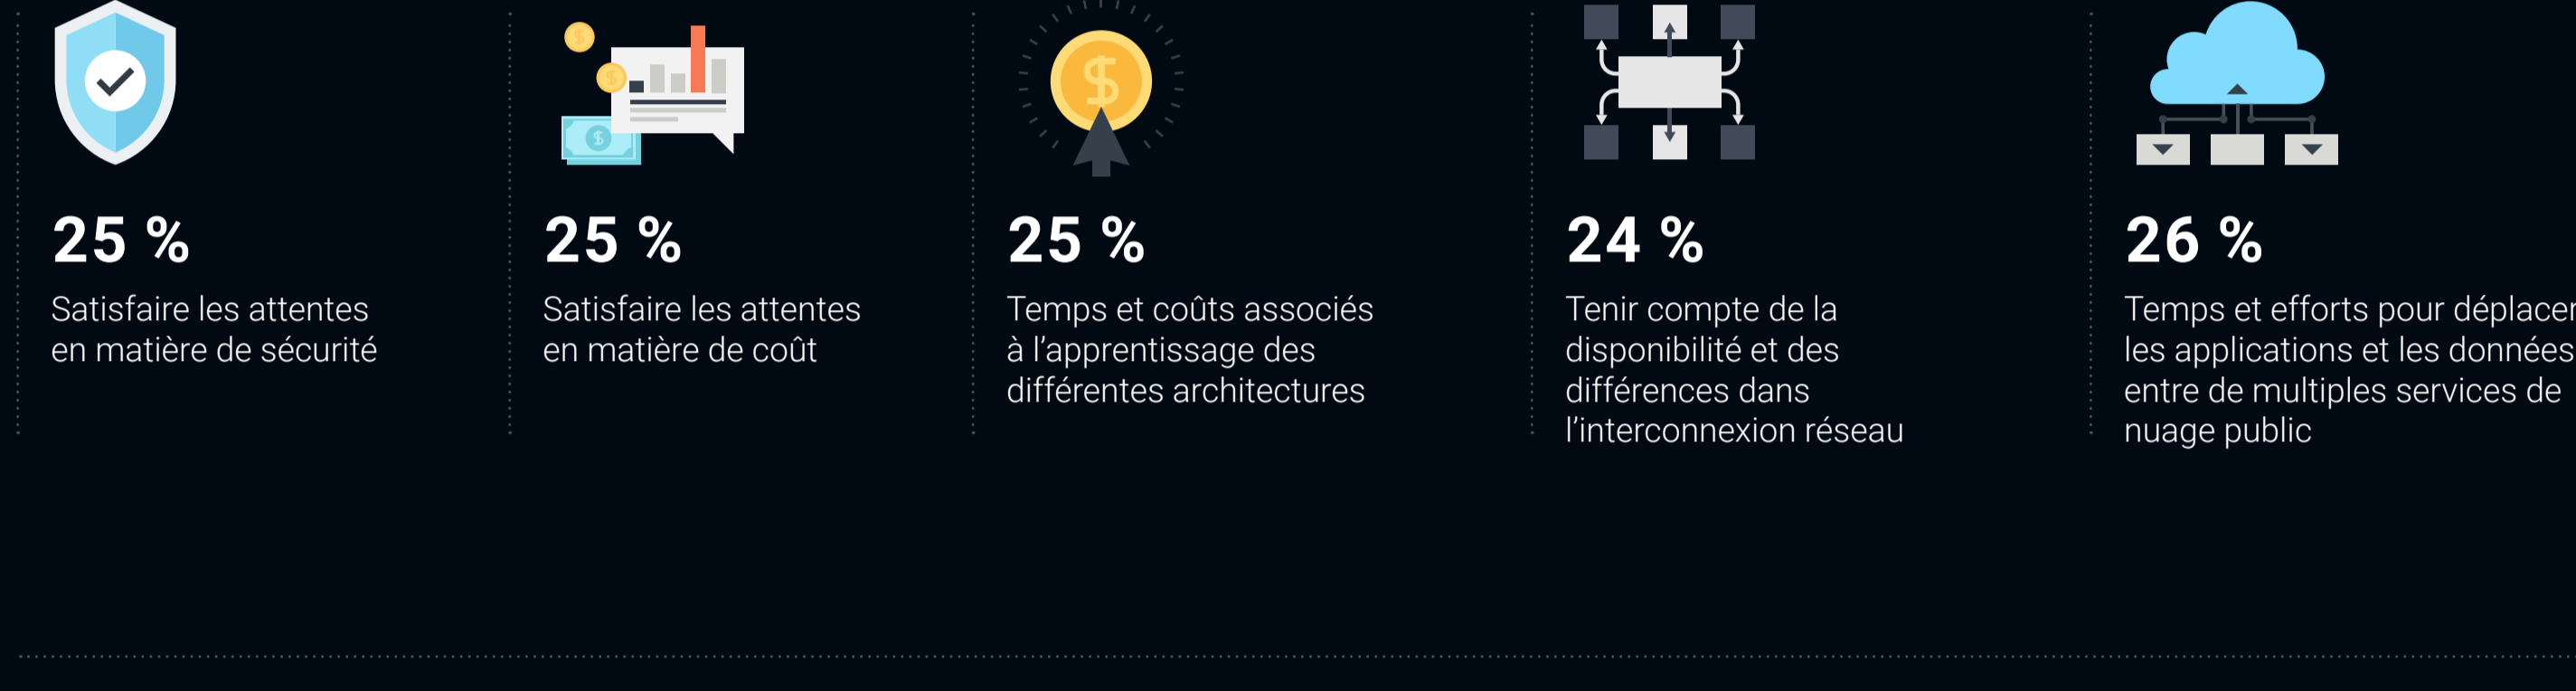 25 %
Satisfaire les attentes
en matière de sécurité
25 %
Satisfaire les attentes
en matière de coût
25 %
Temps et coûts associés
à l’apprentissage des
différentes architectures
24 %
Tenir compte de la
disponibilité et des
différences dans
l’interconnexion réseau
26 %
Temps et efforts pour déplacer
les applications et les données
entre de multiples services de
nuage public